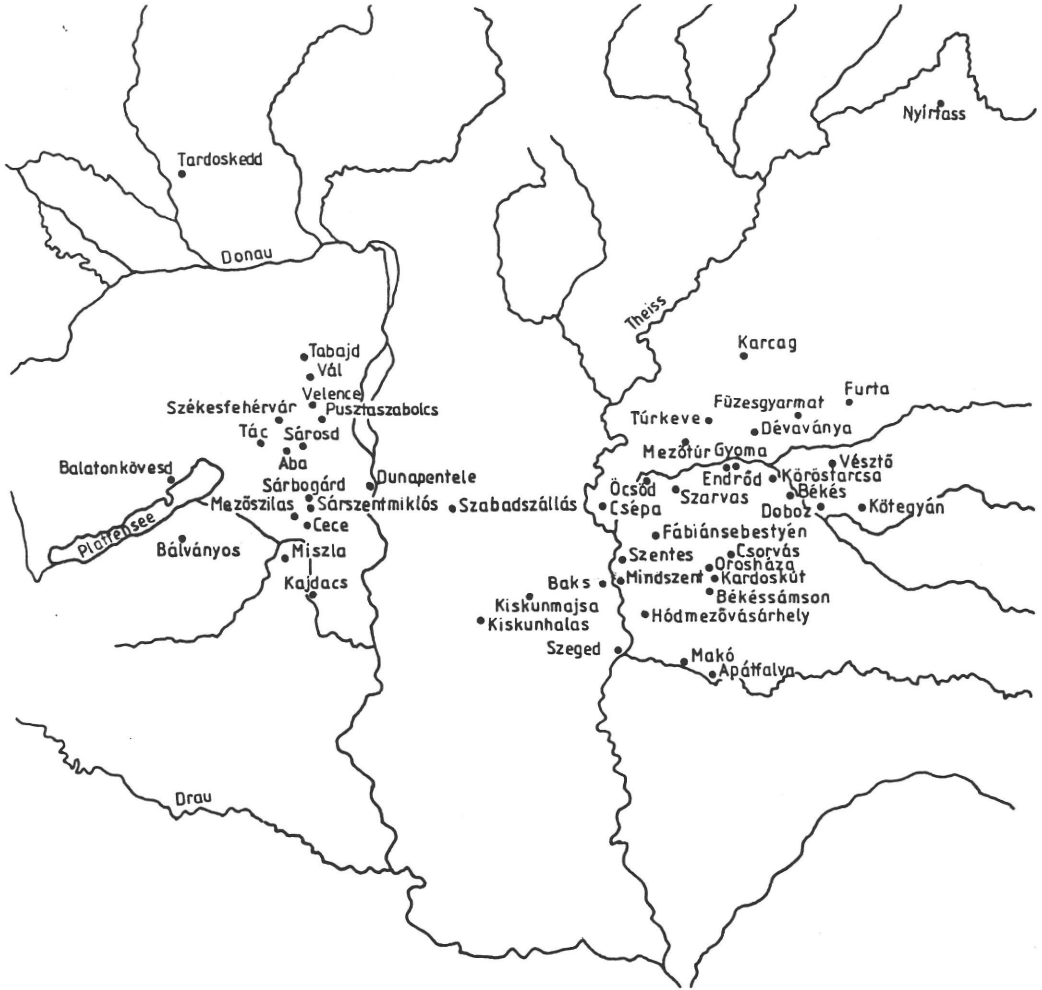 Nyírtass
Tardoskedd
Donau
Theiss
Karcag
Tabajd
Vál
Velence
Furta
Székesfehérvár
Pusztaszabolcs
Füzesgyarmat
Túrkeve
Tác
Sárosd
Dévaványa
Aba
Mezőtúr
Gyoma
Balatonkövesd
Vésztő
Dunapentele
Endrőd
Köröstarcsa
Sárbogárd
Öcsöd
Szarvas
Békés
Mezőszilas
Sárszentmiklós
Szabadszállás
Csépa
Doboz
Kötegyán
Cece
Plattensee
Fábiánsebestyén
Bálványos
Miszla
Szentes
Csorvás
Orosháza
Kajdacs
Baks
Mindszent
Kardoskút
Kiskunmajsa
Békéssámson
Kiskunhalas
Hódmezővásárhely
Szeged
Makó
Apátfalva
Drau